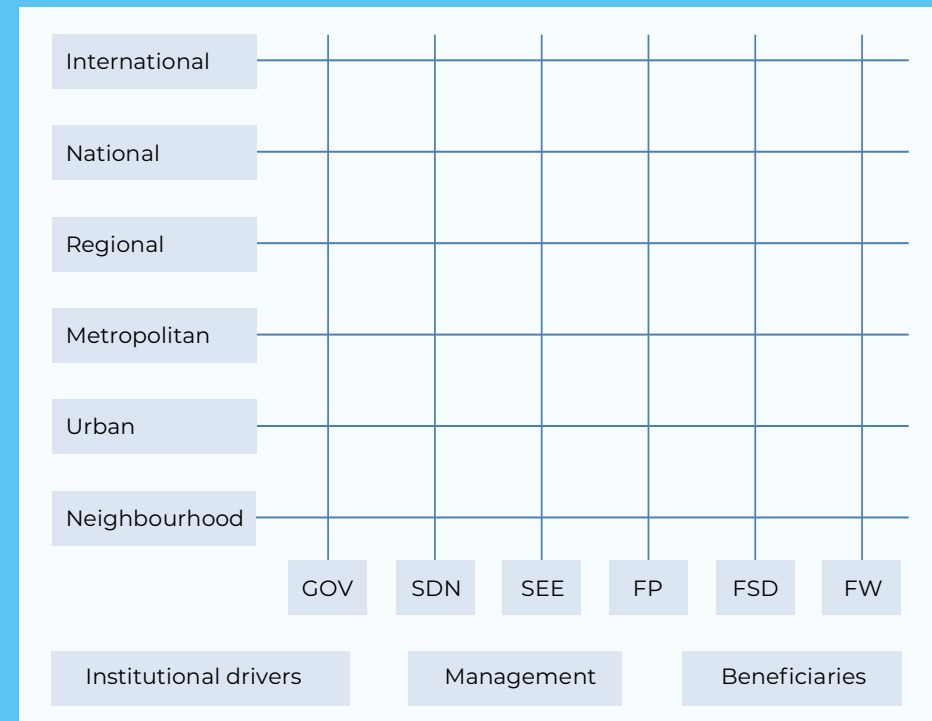 International
National
Regional
Metropolitan
Urban
Neighbourhood
GOV SDN SEE FP FSD FW
Institutional drivers Management Beneficiaries